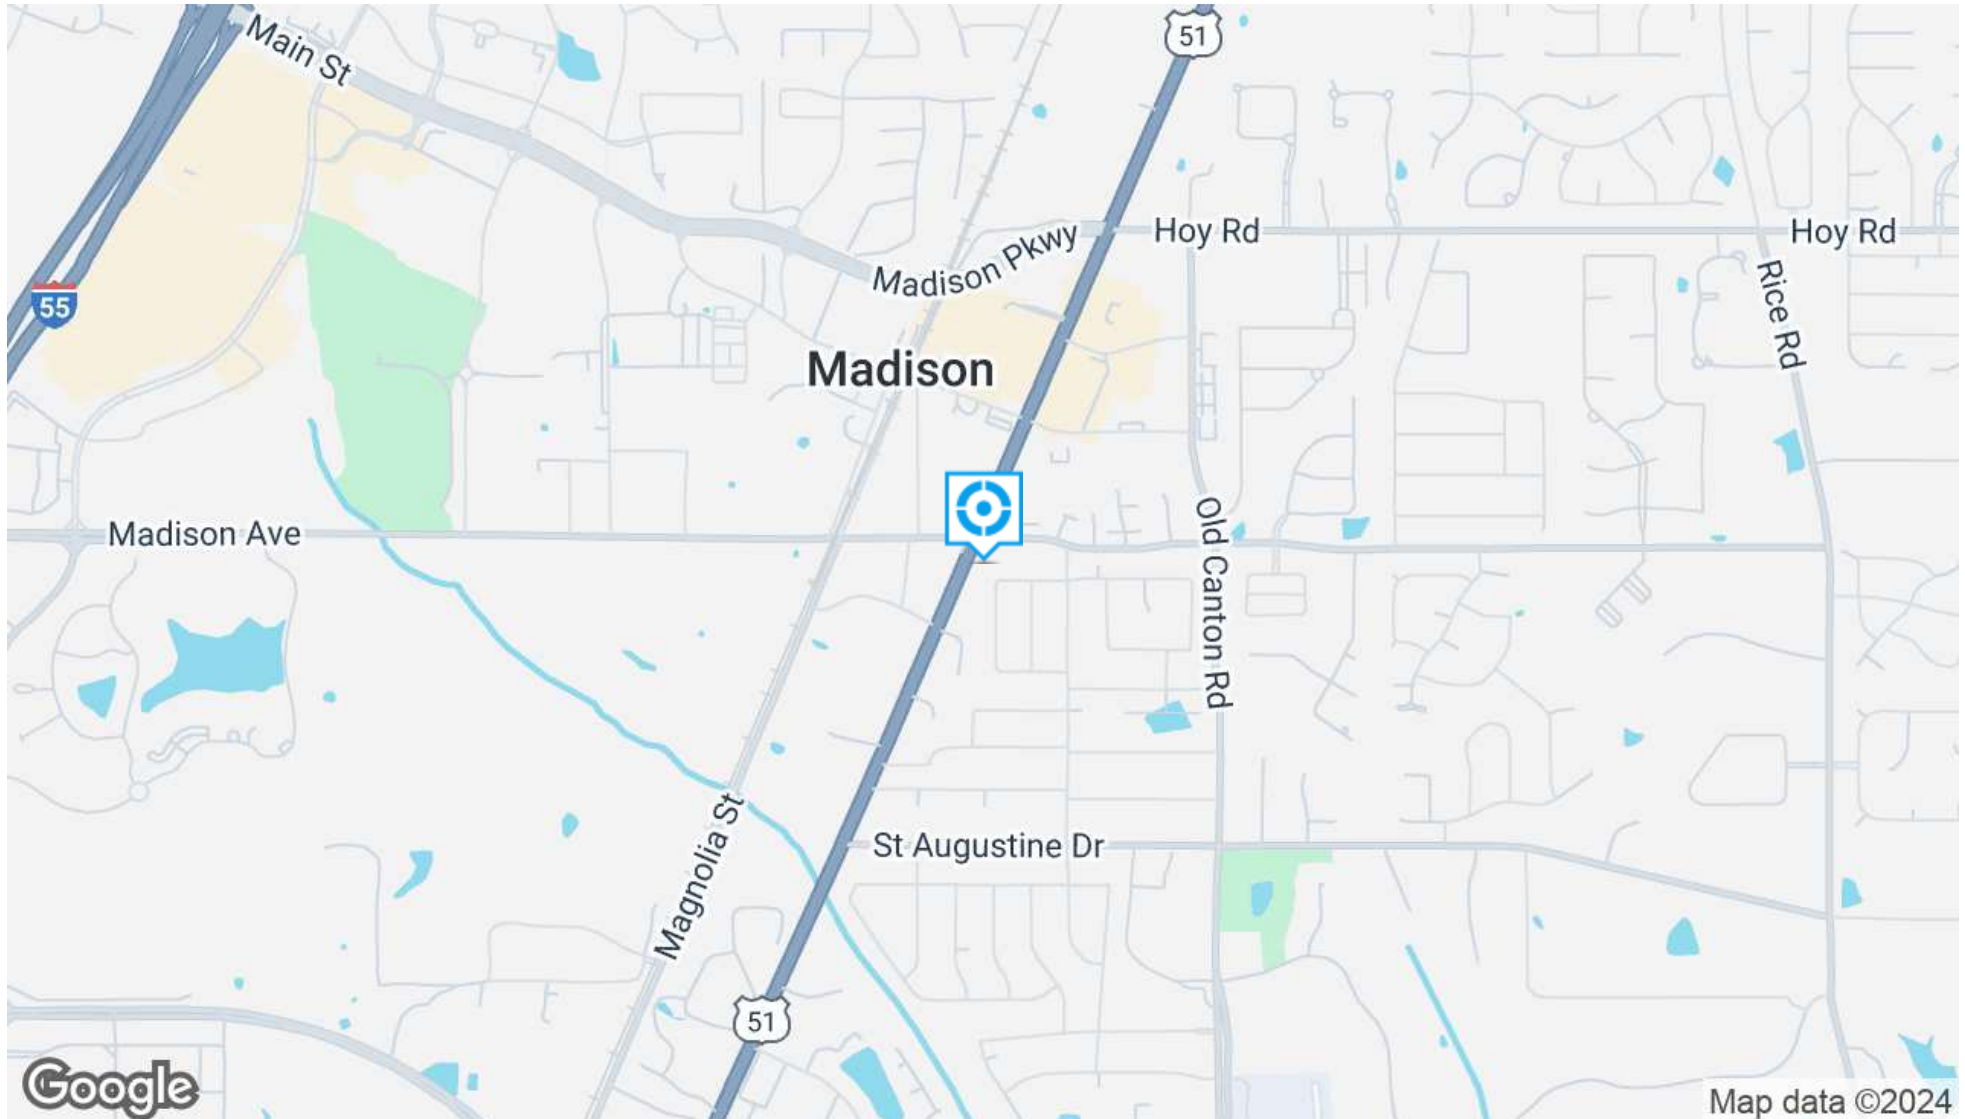 Main St
51
Madison Pkwy
Hoy Rd
Hoy Rd
55
Rice Rd
Madison
Madison Ave
Old Canton Rd
St Augustine Dr
Magnolia St
51
Google
Map data ©2024